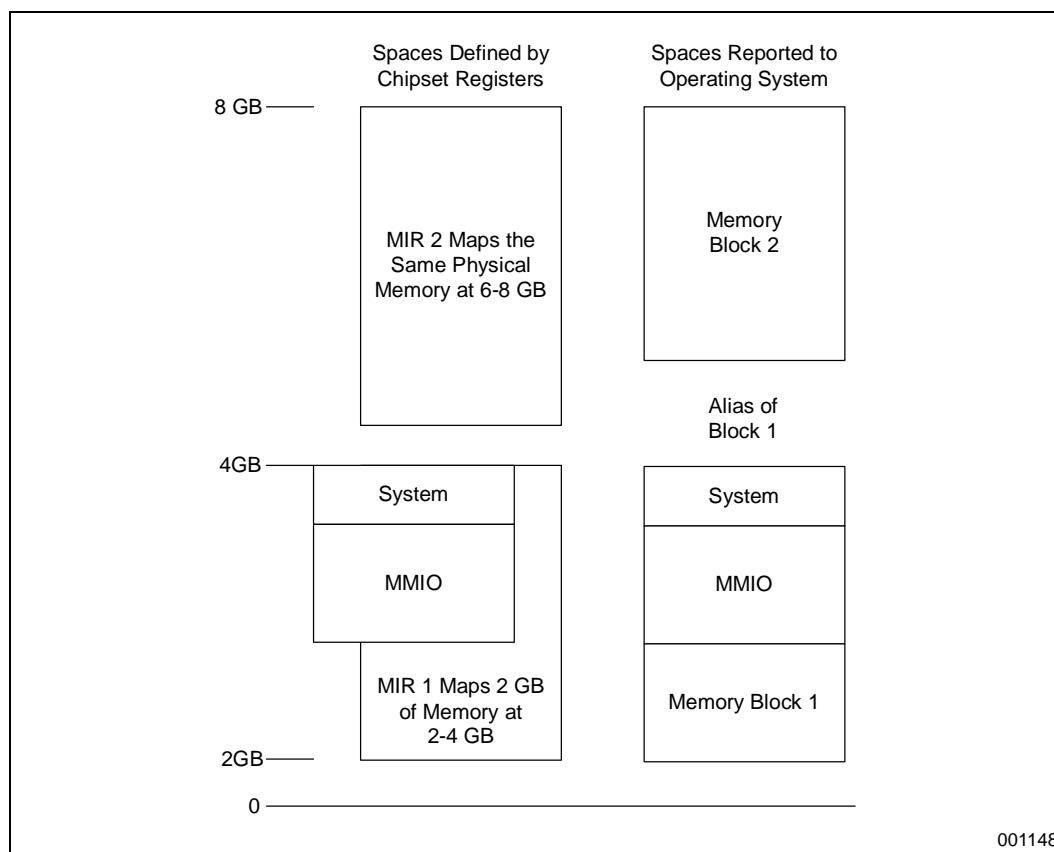 Spaces Defined by
Chipset Registers
Spaces Reported to
Operating System
8 GB
MIR 2 Maps the
Same Physical
Memory at 6-8 GB
Memory
Block 2
Alias of
Block 1
4GB
System
System
MMIO
MMIO
MIR 1 Maps 2 GB
of Memory at
2-4 GB
Memory Block 1
2GB
0
001148